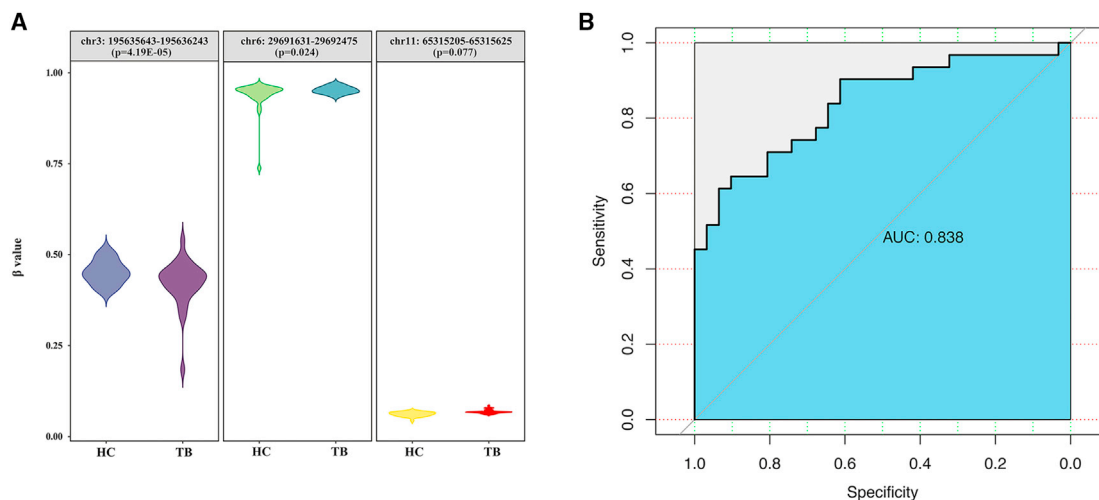 A
chr3: 195635643-195636243
(p=4.19E-05)
chr6: 29691631-29692475
(p=0.024)
chr11: 65315205-65315625
(p=0.077)
β value
1.00
0.75
0.50
0.25
0.00
HC
TB
HC
TB
HC
TB
B
Sensitivity
1.0
0.8
0.6
0.4
0.2
0.0
AUC: 0.838
1.0
0.8
0.6
0.4
0.2
0.0
Specificity